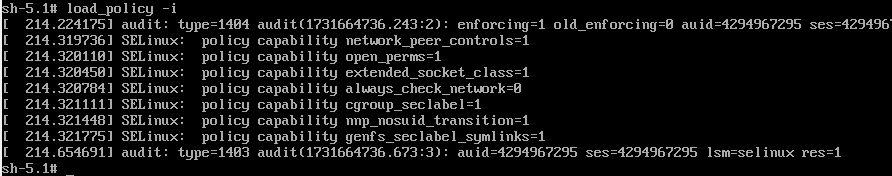 sh-5.1# load_policy -i
[  214.224175] audit: type=1404 audit(1731664736.243:2): enforcing=1 old_enforcing=0 auid=4294967295 ses=4294967
[  214.319736] SELinux:  policy capability network_peer_controls=1
[  214.320110] SELinux:  policy capability open_perms=1
[  214.320450] SELinux:  policy capability extended_socket_class=1
[  214.320784] SELinux:  policy capability always_check_network=0
[  214.321111] SELinux:  policy capability cgroup_seclabel=1
[  214.321448] SELinux:  policy capability nnp_nosuid_transition=1
[  214.321775] SELinux:  policy capability genfs_seclabel_symlinks=1
[  214.654691] audit: type=1403 audit(1731664736.673:3): auid=4294967295 ses=4294967295 lsm=selinux res=1
sh-5.1# _